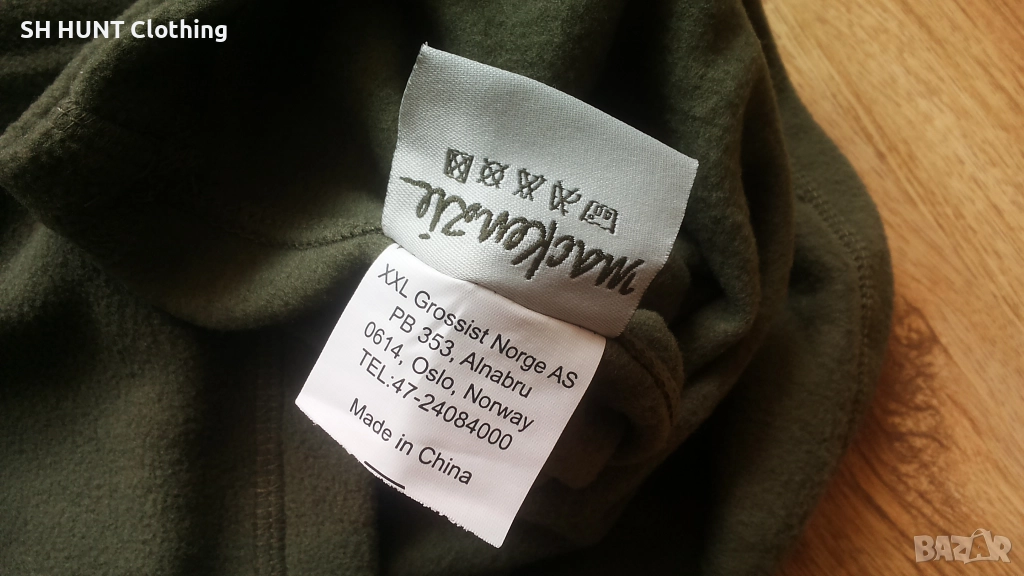 SH HUNT Clothing
mackenzie
XXL Grossist Norge AS
PB 353, Alnabru
0614, Oslo, Norway
TEL:47-24084000
Made in China
BAZAR